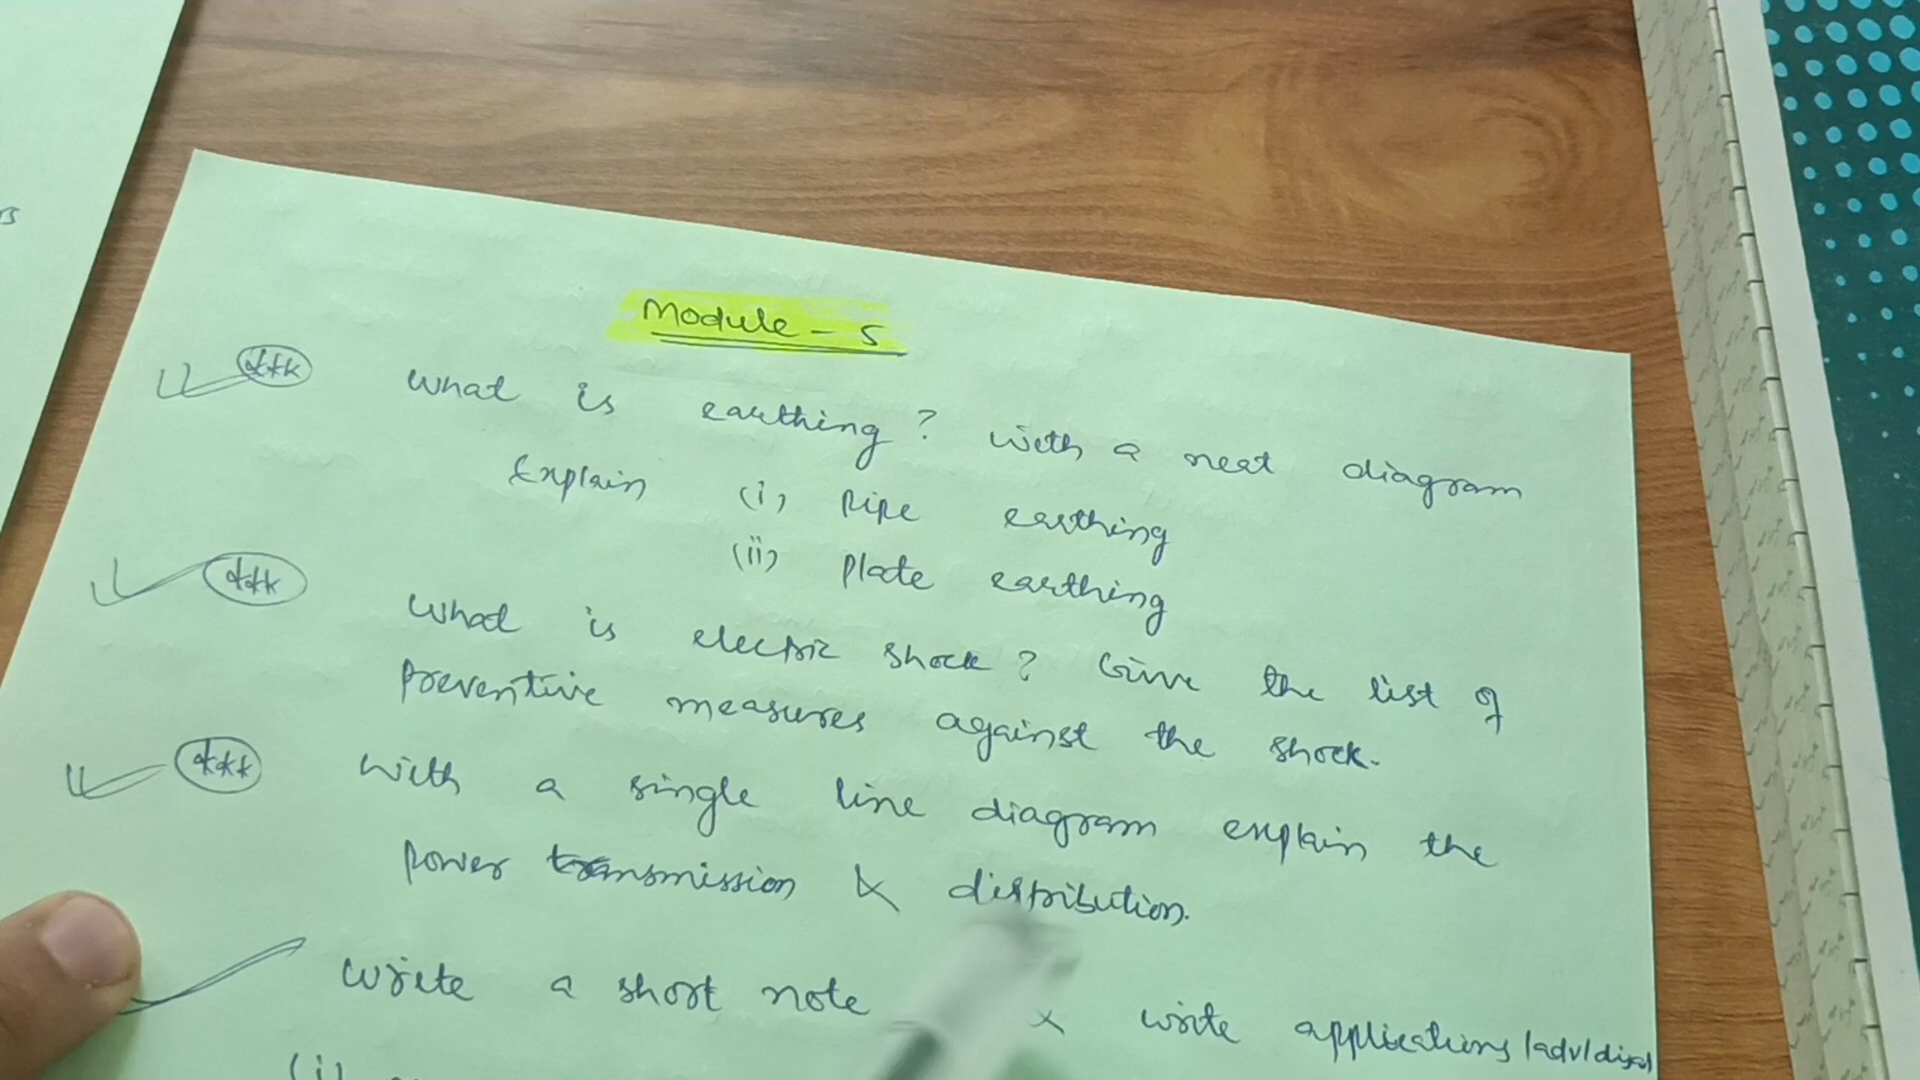 Module - 5
*** What is earthing? With a neat diagram
Explain (i) Pipe earthing
(ii) Plate earthing
*** What is electric shock? Give the list of
preventive measures against the shock.
*** With a single line diagram explain the
power transmission & distribution.
Write a short note & write applications/adv/disad
(i)